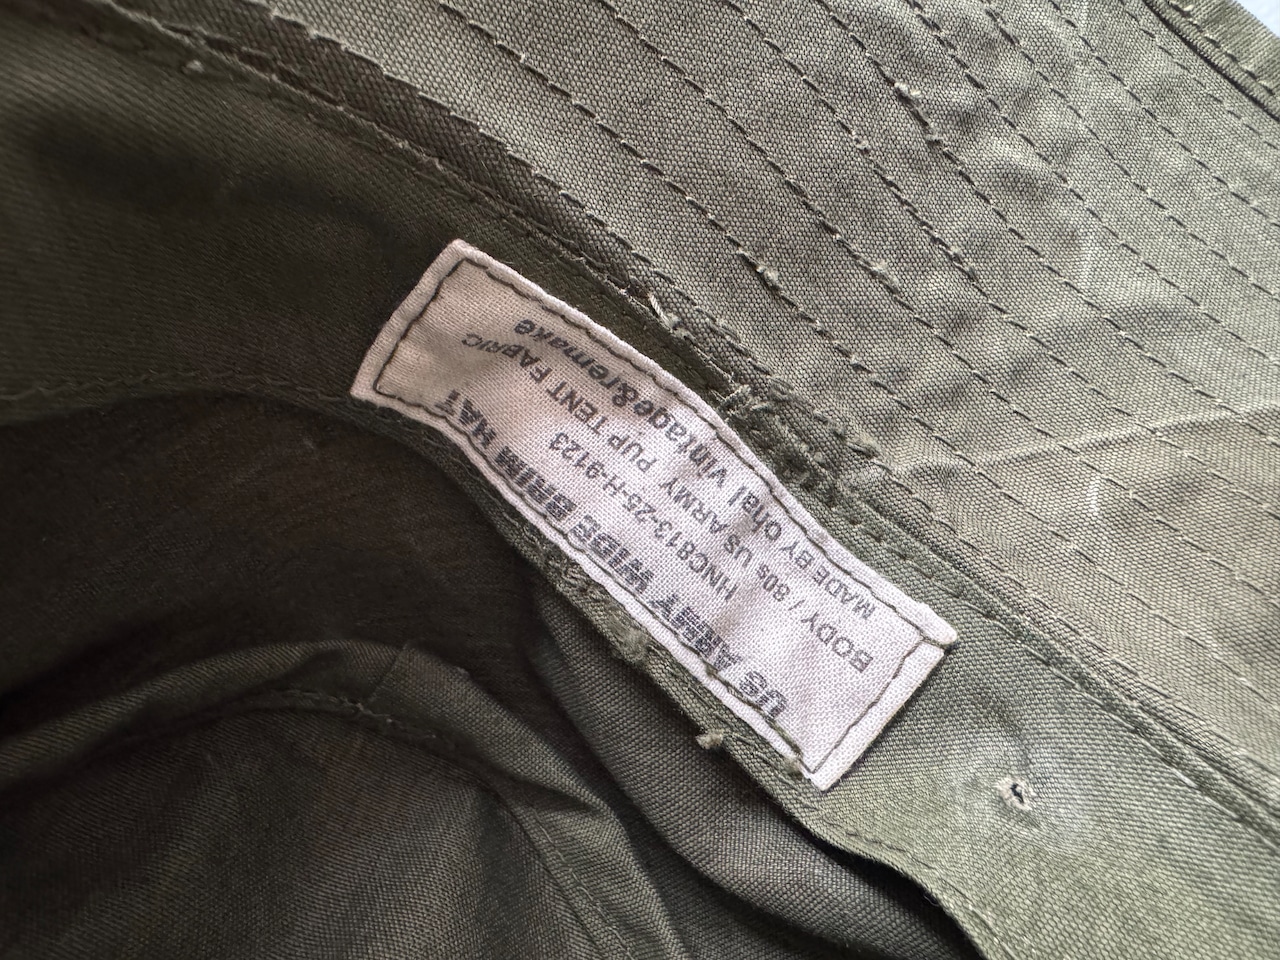 US ARMY WIDE BRIM HAT
HNC813-25-H-9123
BODY / 80s US ARMY PUP TENT FABRIC
MADE BY Ohal vintage&remake